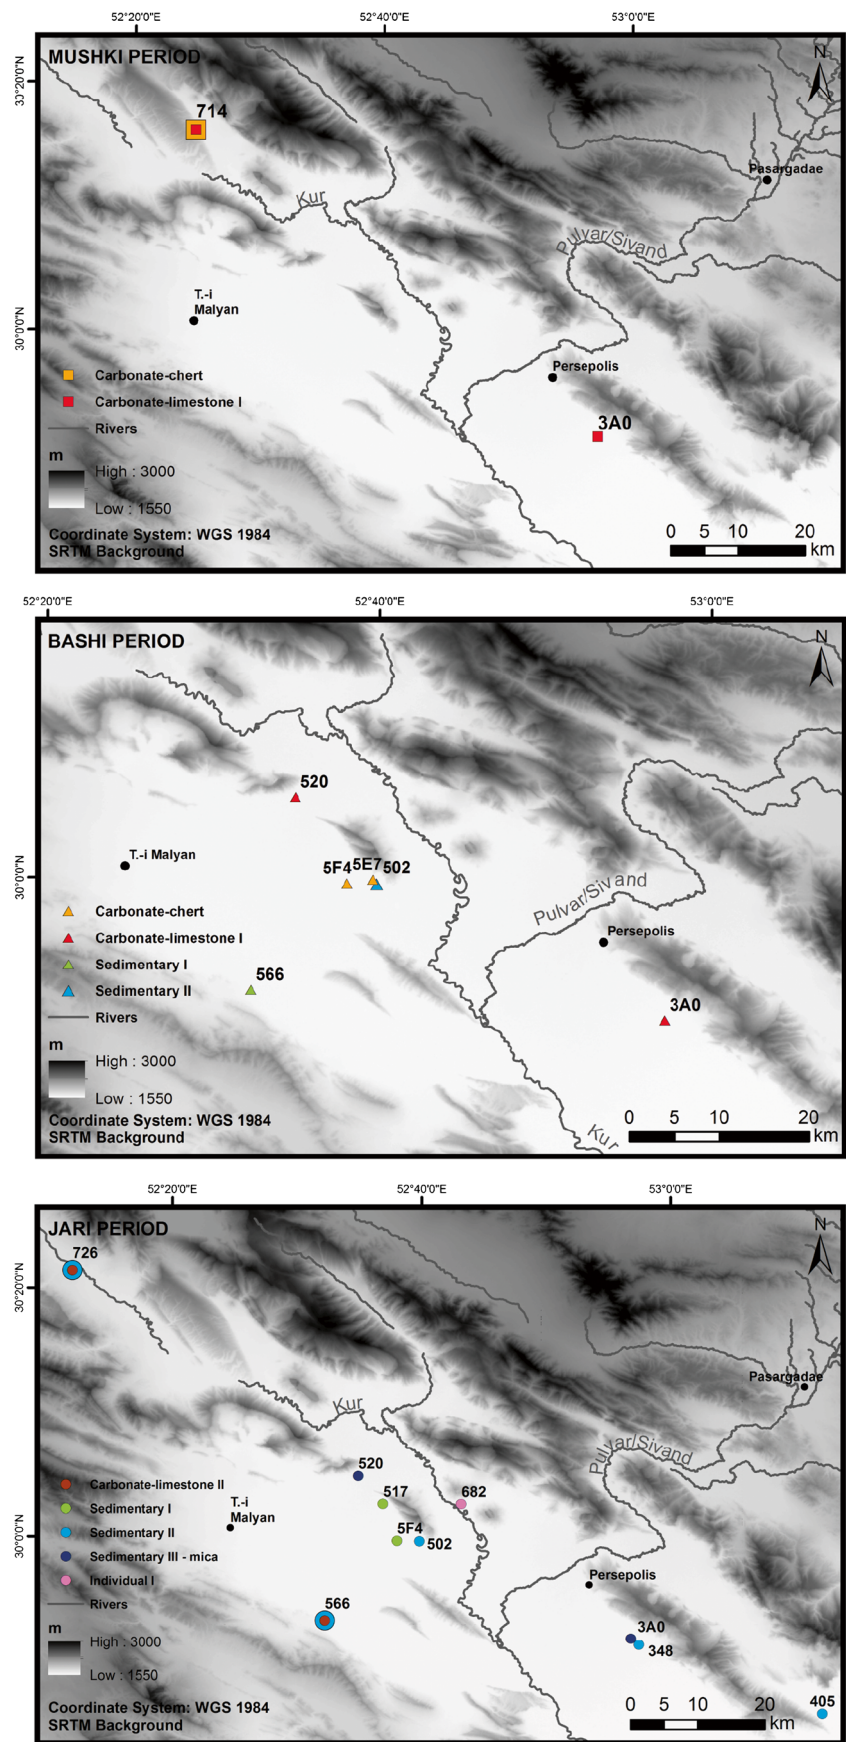 52°20'0"E
52°40'0"E
53°0'0"E
MUSHKI PERIOD
N
33°20'N
714
Pasargadae
Kur
Pulvar/Sivand
T.-i
Malyan
30°0'0"N
Persepolis
Carbonate-chert
Carbonate-limestone I
3A0
Rivers
m
High : 3000
Low : 1550
Coordinate System: WGS 1984
SRTM Background
0 5 10 20
km
52°20'0"E
52°40'0"E
53°0'0"E
BASHI PERIOD
N
520
T.-i Malyan
5F4
5E7
502
30°0'0"N
Pulvar/Sivand
Carbonate-chert
Persepolis
Carbonate-limestone I
Sedimentary I
566
Sedimentary II
3A0
Rivers
m
High : 3000
Low : 1550
Coordinate System: WGS 1984
SRTM Background
0 5 10 20
km
Kur
52°20'0"E
52°40'0"E
53°0'0"E
JARI PERIOD
N
726
30°20'0"N
Pasargadae
Kur
Pulvar/Sivand
520
Carbonate-limestone II
517
682
Sedimentary I
T.-i
Malyan
Sedimentary II
5F4
502
30°0'0"N
Sedimentary III - mica
Individual I
Persepolis
Rivers
566
m
3A0
High : 3000
348
Low : 1550
405
Coordinate System: WGS 1984
SRTM Background
0 5 10 20
km